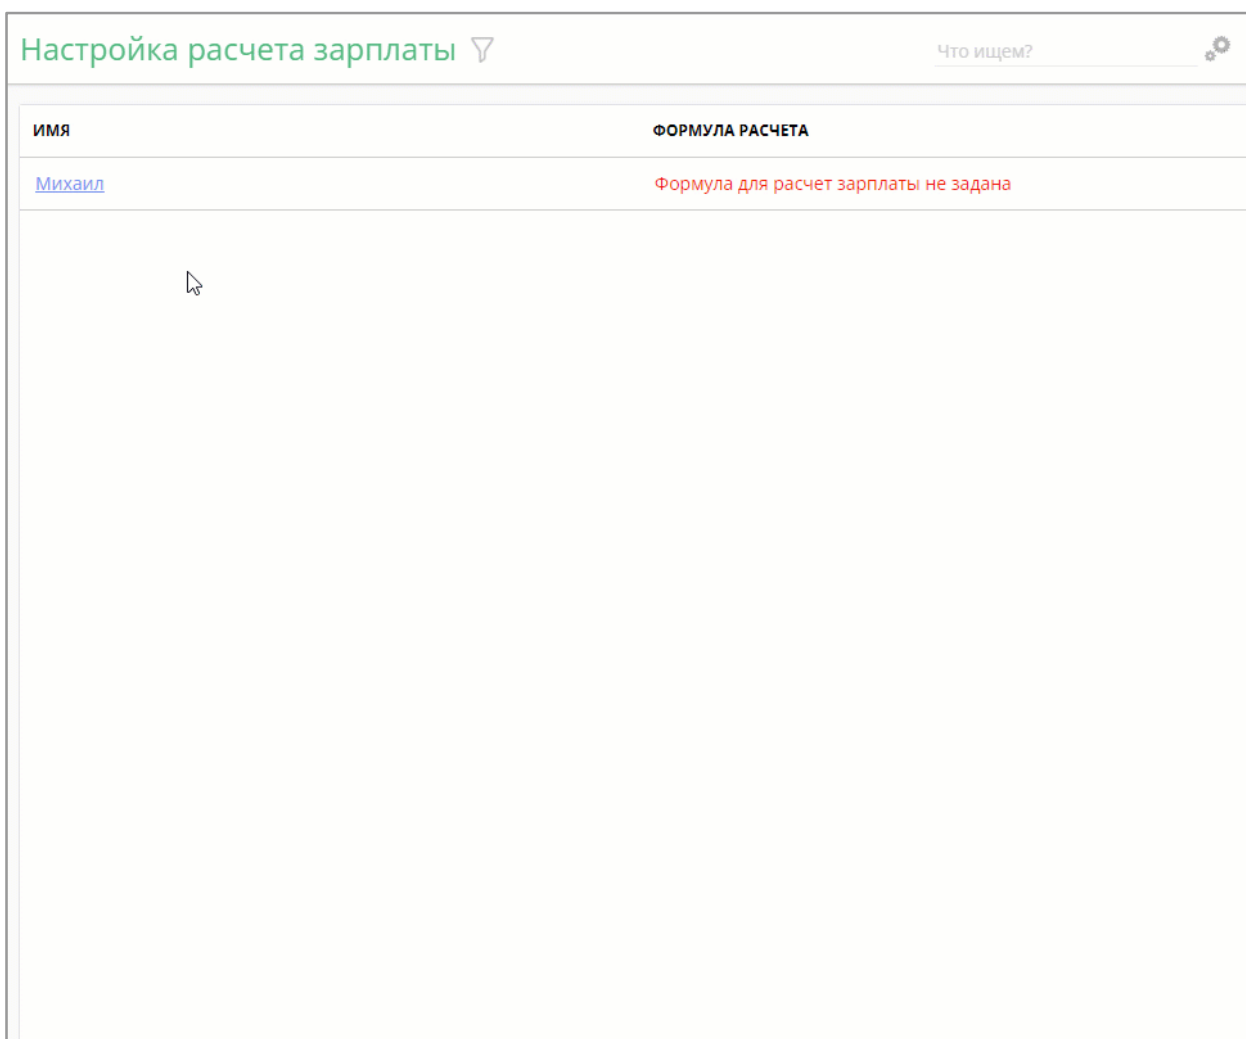 Настройка расчета зарплаты
Что ищем?
ИМЯ ФОРМУЛА РАСЧЕТА
Михаил Формула для расчет зарплаты не задана